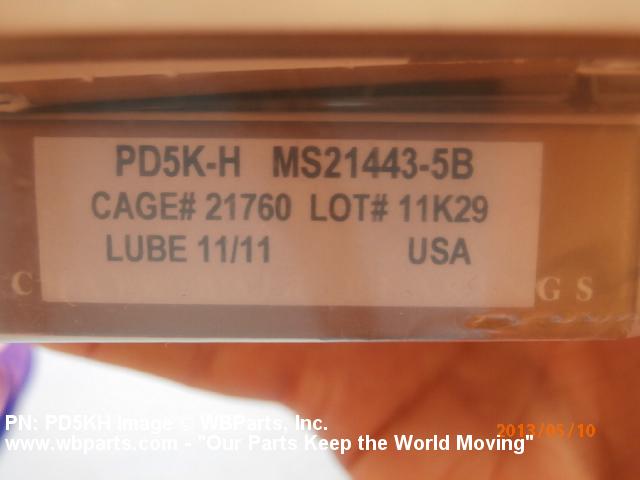 PD5K-H MS21443-5B
CAGE# 21760 LOT# 11K29
LUBE 11/11 USA
C GS
PN: PD5KH Image © WBParts, Inc.
2013/05/10
www.wbparts.com - "Our Parts Keep the World Moving"